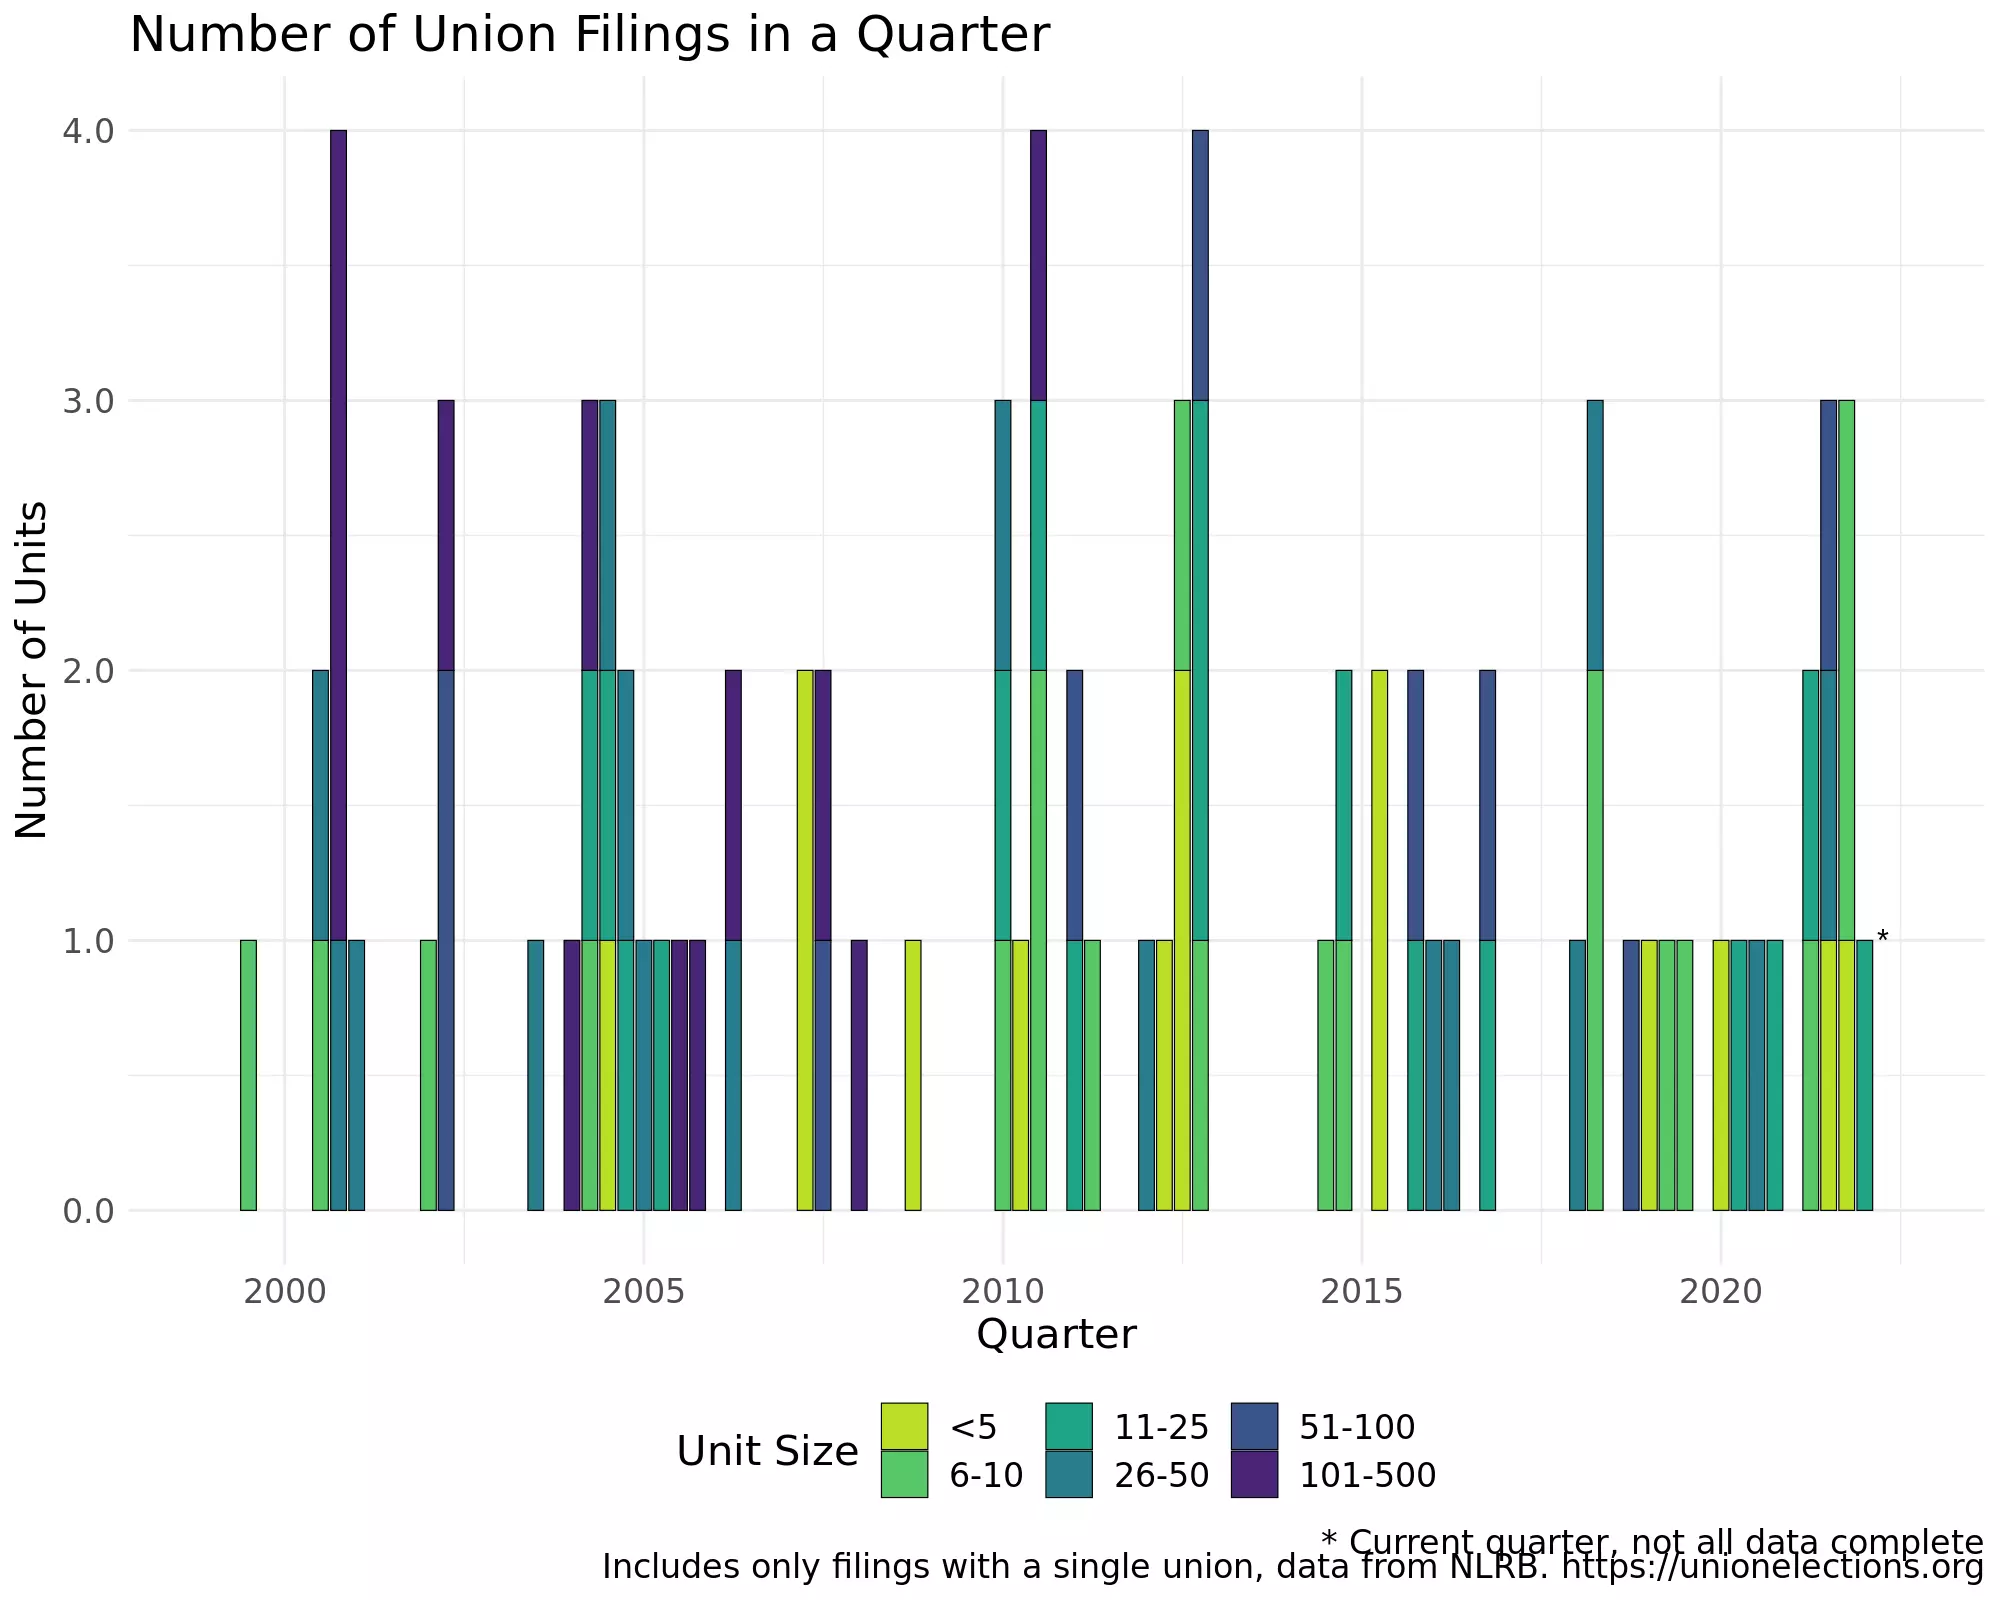 Number of Union Filings in a Quarter
Number of Units
4.0
3.0
2.0
1.0
0.0
*
2000 2005 2010 2015 2020
Quarter
Unit Size
<5 11-25 51-100
6-10 26-50 101-500
* Current quarter, not all data complete
Includes only filings with a single union, data from NLRB. https://unionelections.org